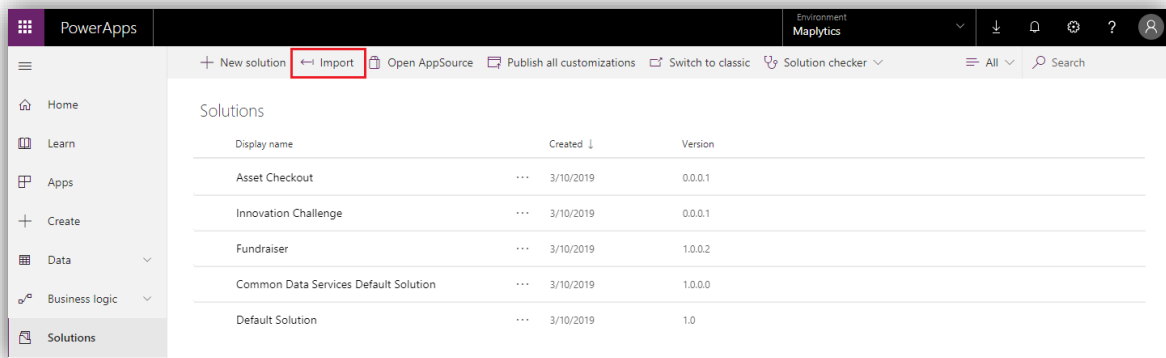 PowerApps
Environment
Maplytics
?
+ New solution Import Open AppSource Publish all customizations Switch to classic Solution checker All Search
Home
Learn
Apps
Create
Data
Business logic
Solutions
Solutions
Display name Created ↓ Version
Asset Checkout ... 3/10/2019 0.0.0.1
Innovation Challenge ... 3/10/2019 0.0.0.1
Fundraiser ... 3/10/2019 1.0.0.2
Common Data Services Default Solution ... 3/10/2019 1.0.0.0
Default Solution ... 3/10/2019 1.0